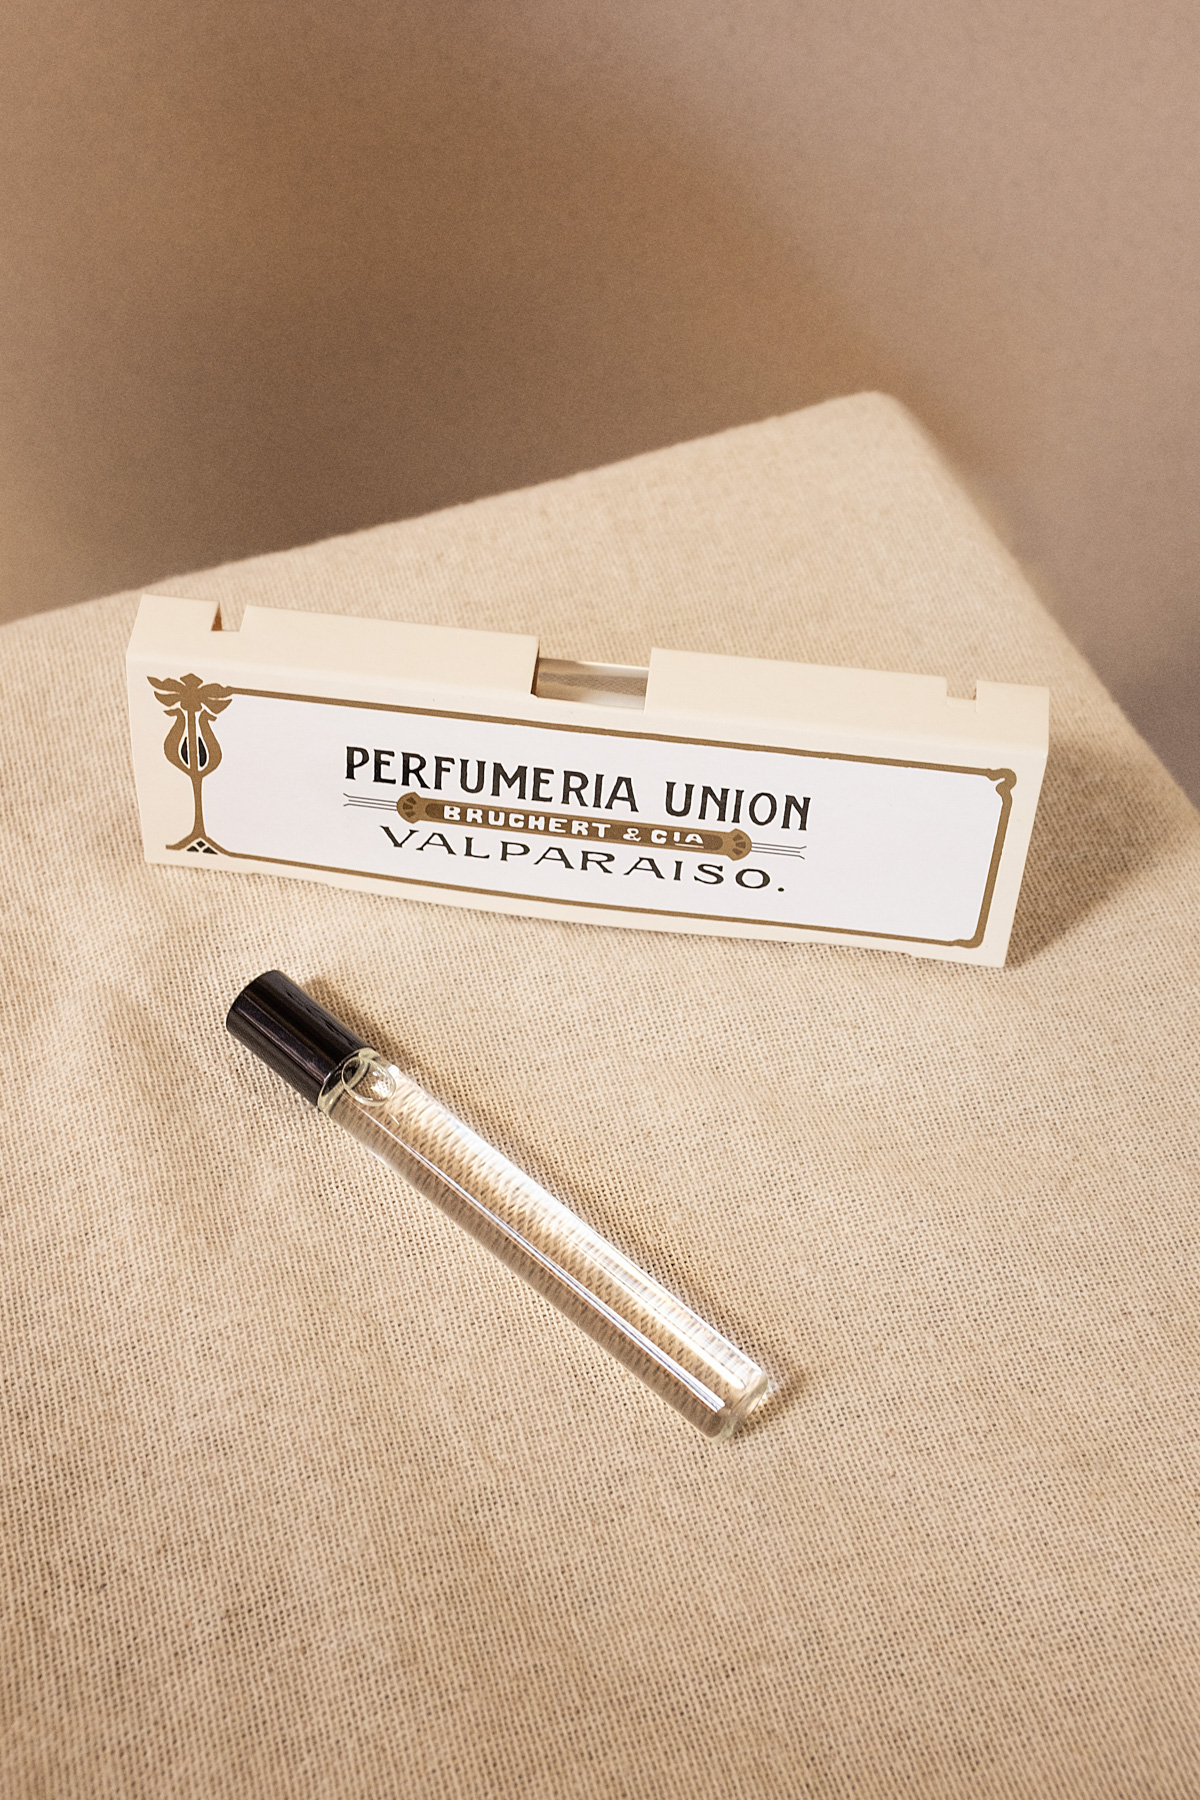 PERFUMERIA UNION
BRUCHERT & CIA
VALPARAISO.